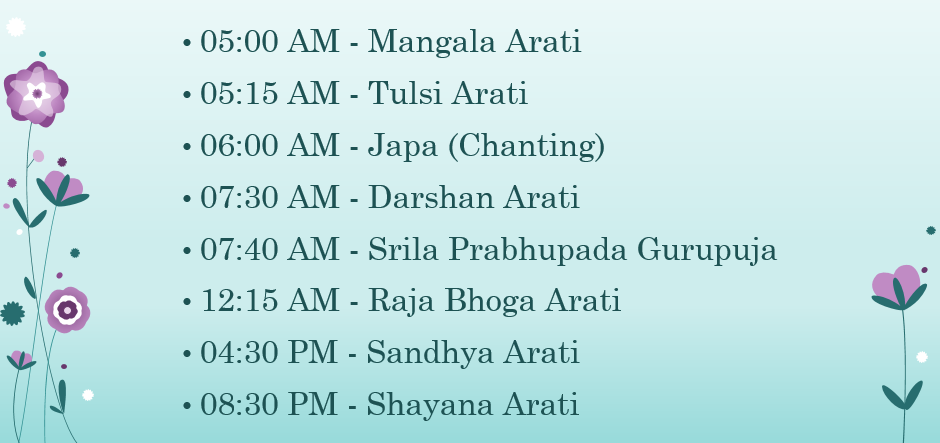 • 05:00 AM - Mangala Arati
• 05:15 AM - Tulsi Arati
• 06:00 AM - Japa (Chanting)
• 07:30 AM - Darshan Arati
• 07:40 AM - Srila Prabhupada Gurupuja
• 12:15 AM - Raja Bhoga Arati
• 04:30 PM - Sandhya Arati
• 08:30 PM - Shayana Arati